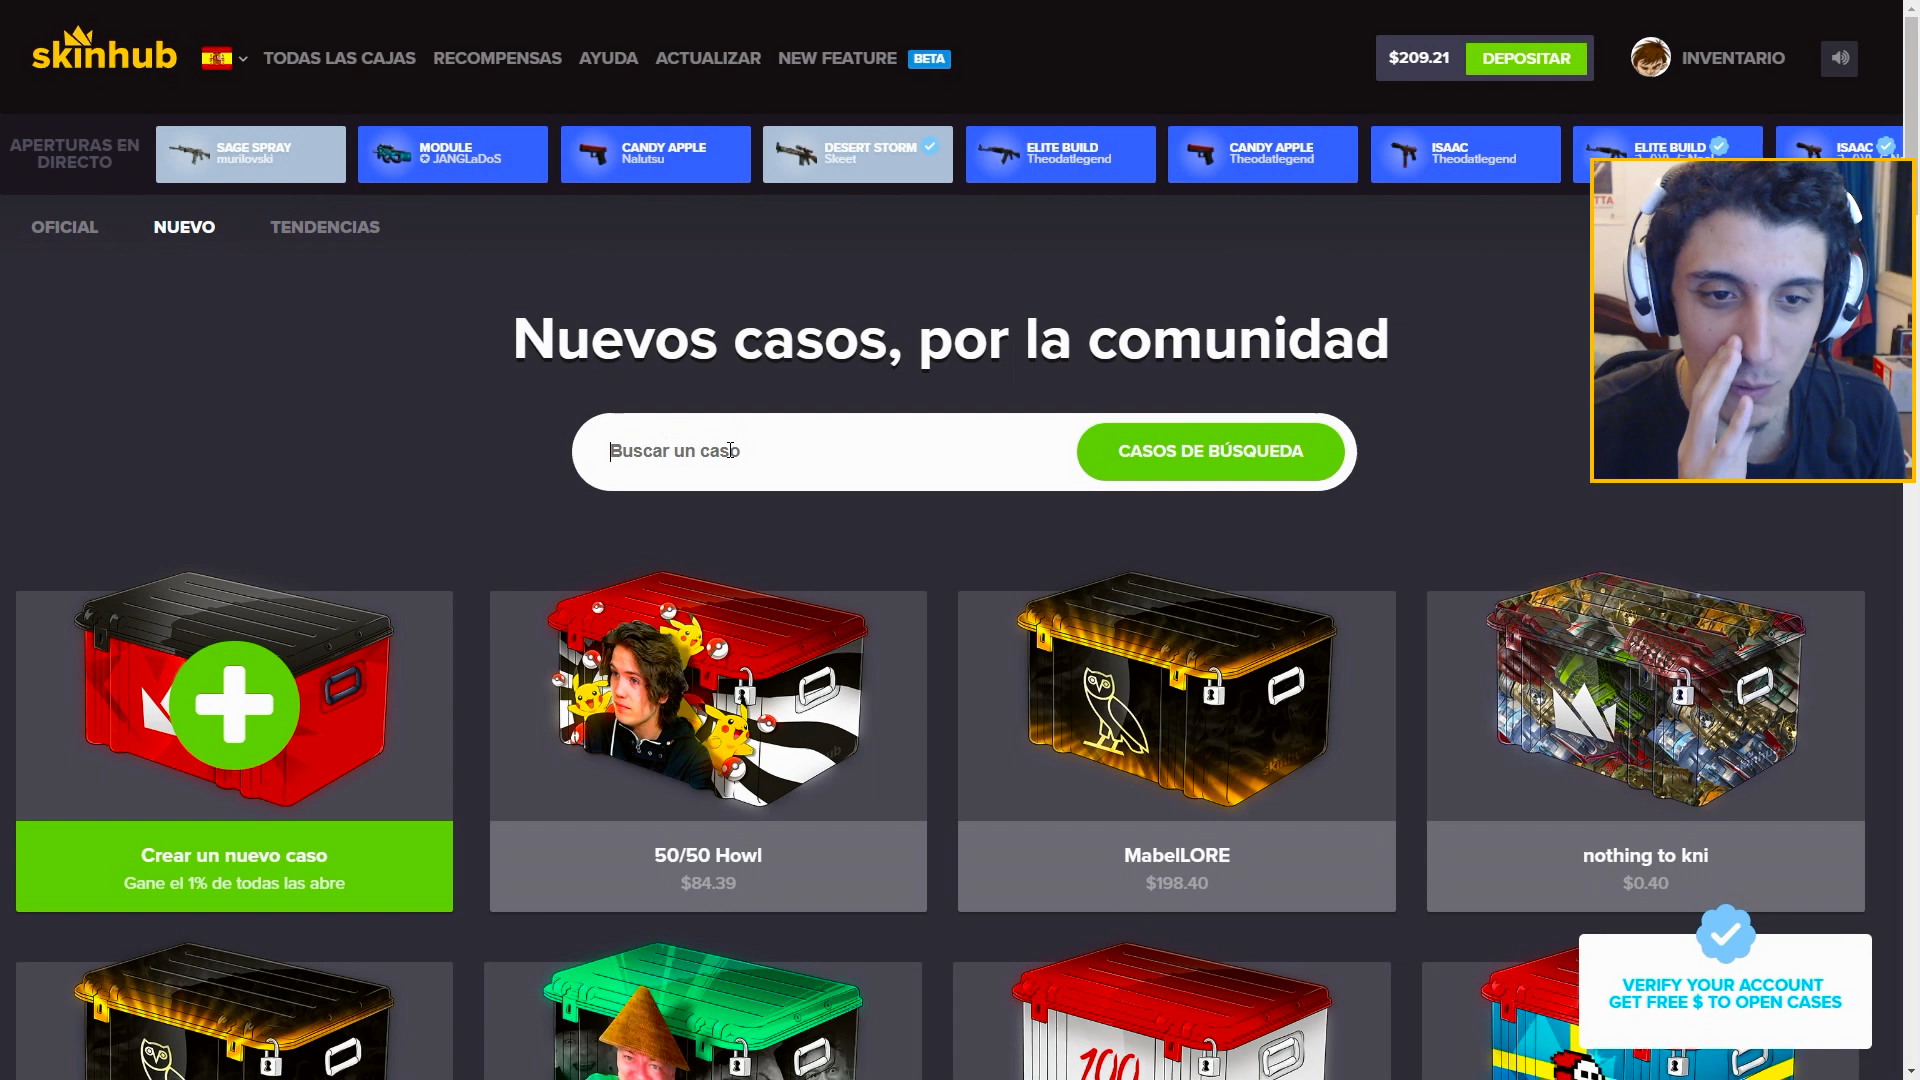 skinhub
TODAS LAS CAJAS
RECOMPENSAS
AYUDA
ACTUALIZAR
NEW FEATURE
BETA
$209.21
DEPOSITAR
INVENTARIO
APERTURAS EN
DIRECTO
SAGE SPRAY
murilovski
MODULE
✪ JANGLaDoS
CANDY APPLE
Nalutsu
DESERT STORM
Skeet
ELITE BUILD
Theodatlegend
CANDY APPLE
Theodatlegend
ISAAC
Theodatlegend
ELITE BUILD
ISAAC
TTA
OFICIAL
NUEVO
TENDENCIAS
Nuevos casos, por la comunidad
Buscar un caso
CASOS DE BÚSQUEDA
Crear un nuevo caso
Gane el 1% de todas las abre
50/50 Howl
$84.39
MabelLORE
$198.40
nothing to kni
$0.40
100
VERIFY YOUR ACCOUNT
GET FREE $ TO OPEN CASES